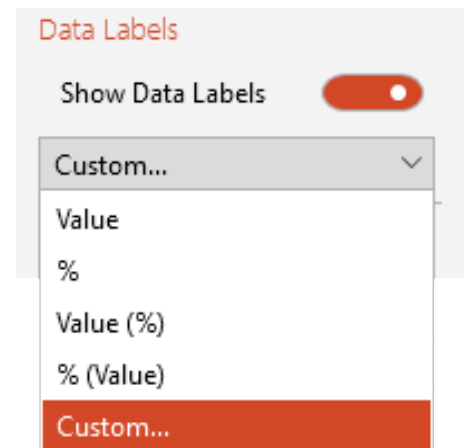 Data Labels
Show Data Labels
Custom...
Value
%
Value (%)
% (Value)
Custom...